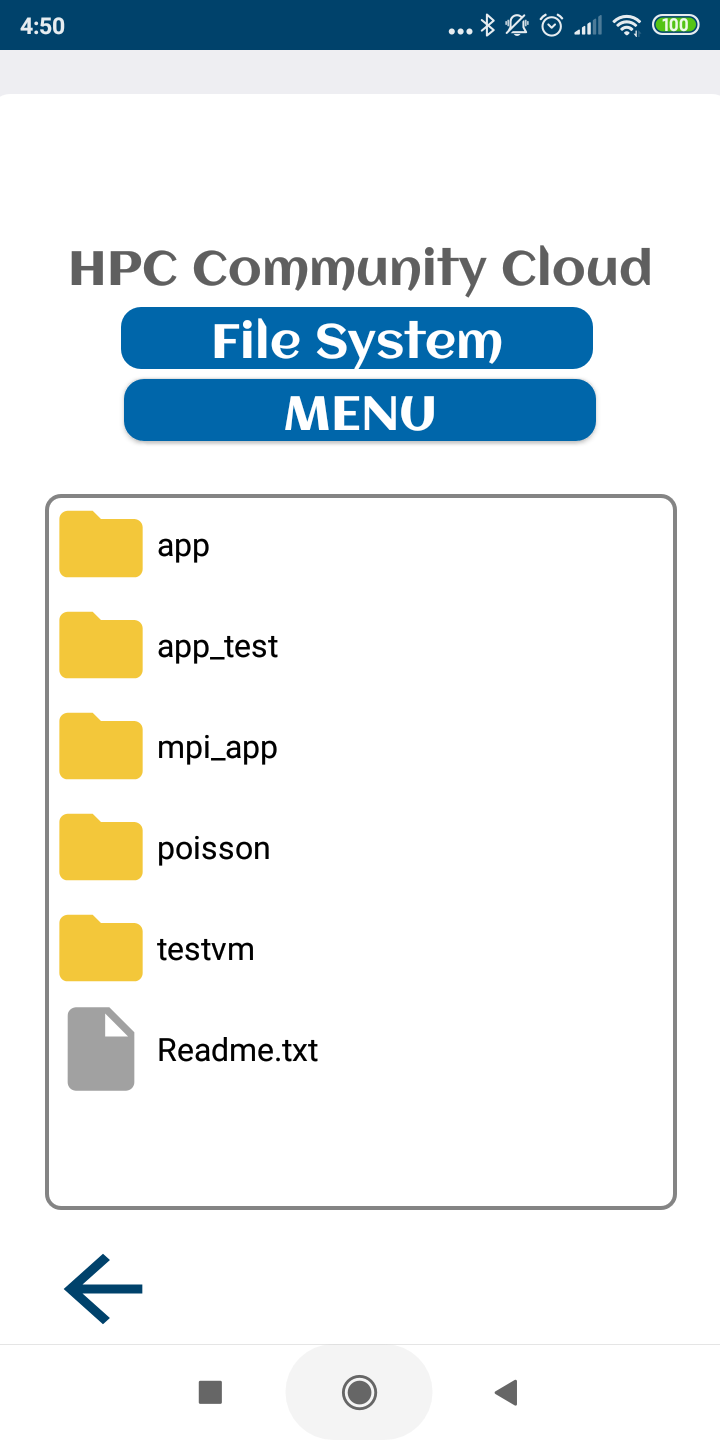 4:50
100
HPC Community Cloud
File System
MENU
app
app_test
mpi_app
poisson
testvm
Readme.txt